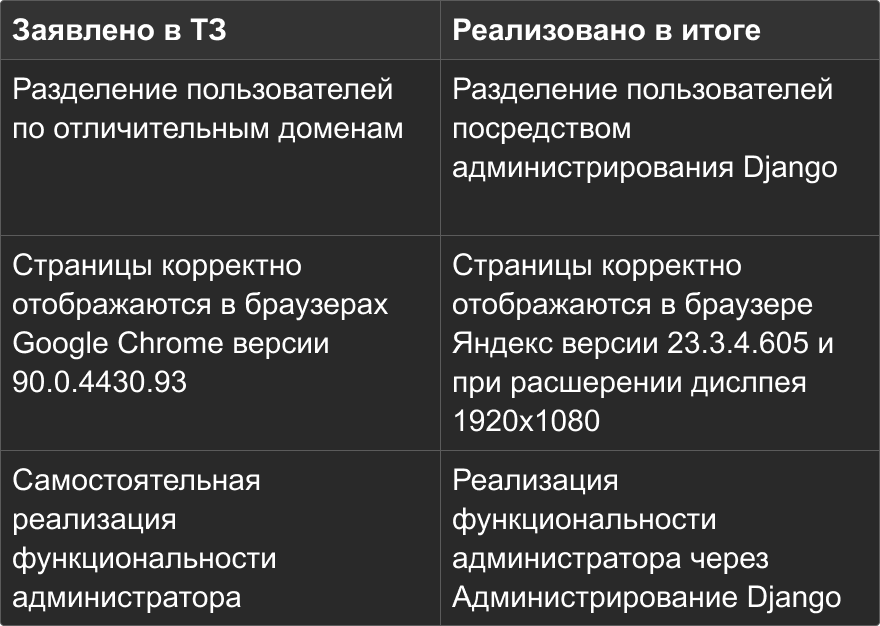 Заявлено в ТЗ
Реализовано в итоге
Разделение пользователей
по отличительным доменам
Разделение пользователей
посредством
администрирования Django
Страницы корректно
отображаются в браузерах
Google Chrome версии
90.0.4430.93
Страницы корректно
отображаются в браузере
Яндекс версии 23.3.4.605 и
при расшерении дислпея
1920x1080
Самостоятельная
реализация
функциональности
администратора
Реализация
функциональности
администратора через
Администрирование Django